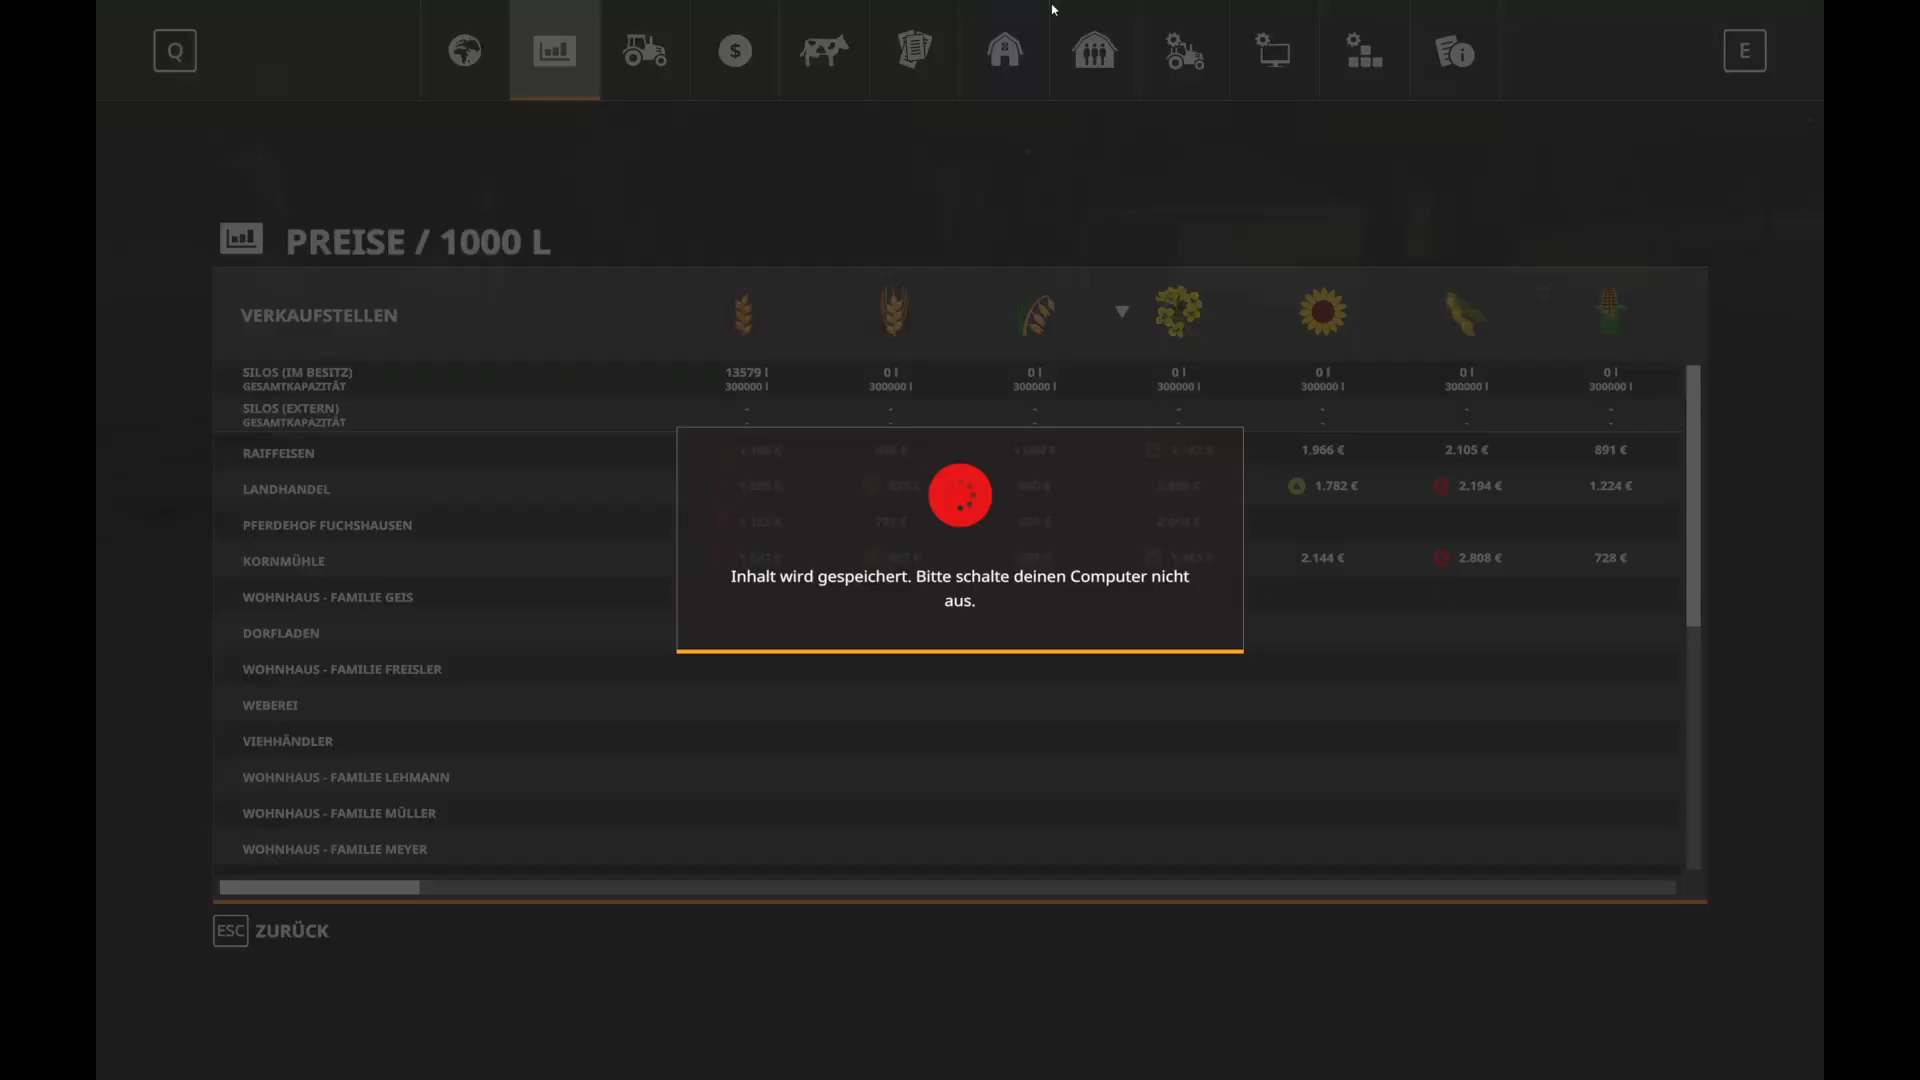 Q
E
PREISE / 1000 L
VERKAUFSTELLEN
SILOS (IM BESITZ) 13579 l 0 l 0 l 0 l 0 l 0 l 0 l
GESAMTKAPAZITÄT 300000 l 300000 l 300000 l 300000 l 300000 l 300000 l 300000 l
SILOS (EXTERN) - - - - - - -
GESAMTKAPAZITÄT - - - - - - -
RAIFFEISEN 1.966 € 2.105 € 891 €
LANDHANDEL 1.782 € 2.194 € 1.224 €
PFERDEHOF FUCHSHAUSEN
KORNMÜHLE 2.144 € 2.808 € 728 €
Inhalt wird gespeichert. Bitte schalte deinen Computer nicht
aus.
WOHNHAUS - FAMILIE GEIS
DORFLADEN
WOHNHAUS - FAMILIE FREISLER
WEBEREI
VIEHHÄNDLER
WOHNHAUS - FAMILIE LEHMANN
WOHNHAUS - FAMILIE MÜLLER
WOHNHAUS - FAMILIE MEYER
ESC ZURÜCK